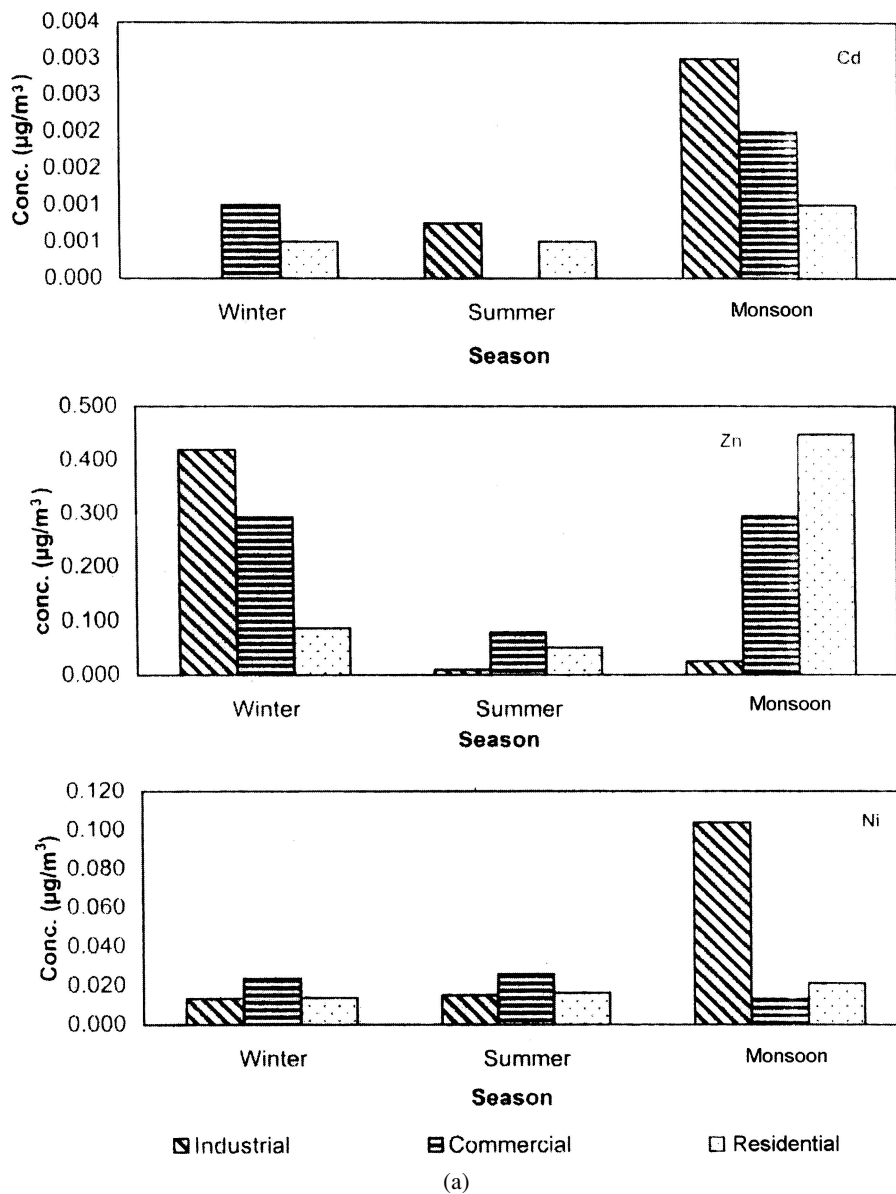 0.004
0.003
0.003
0.002
0.002
0.001
0.001
0.000
Conc. (µg/m³)
Cd
Winter Summer Monsoon
Season
0.500
0.400
0.300
0.200
0.100
0.000
conc. (µg/m³)
Zn
Winter Summer Monsoon
Season
0.120
0.100
0.080
0.060
0.040
0.020
0.000
Conc. (µg/m³)
Ni
Winter Summer Monsoon
Season
Industrial Commercial Residential
(a)